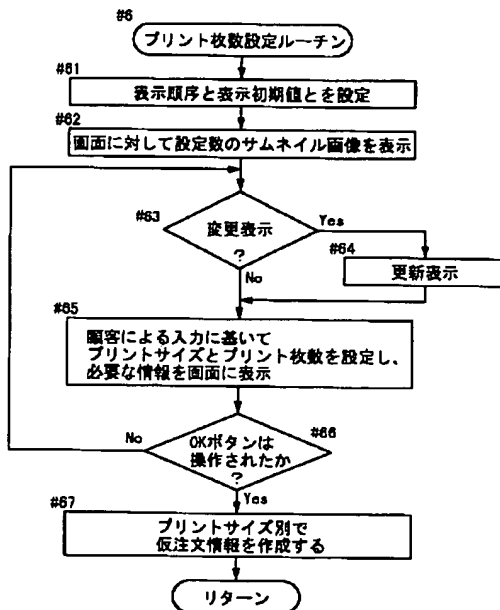 #6
プリント枚数設定ルーチン
#61
表示順序と表示初期値とを設定
#62
画面に対して設定数のサムネイル画像を表示
#63
変更表示
?
Yes
No
#64
更新表示
#65
顧客による入力に基いて
プリントサイズとプリント枚数を設定し、
必要な情報を画面に表示
No
#66
OKボタンは
操作されたか
?
Yes
#67
プリントサイズ別で
仮注文情報を作成する
リターン